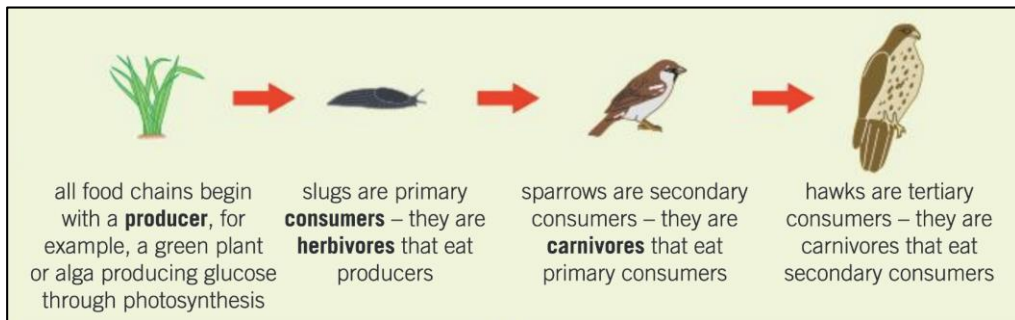 all food chains begin
with a producer, for
example, a green plant
or alga producing glucose
through photosynthesis
slugs are primary
consumers – they are
herbivores that eat
producers
sparrows are secondary
consumers – they are
carnivores that eat
primary consumers
hawks are tertiary
consumers – they are
carnivores that eat
secondary consumers